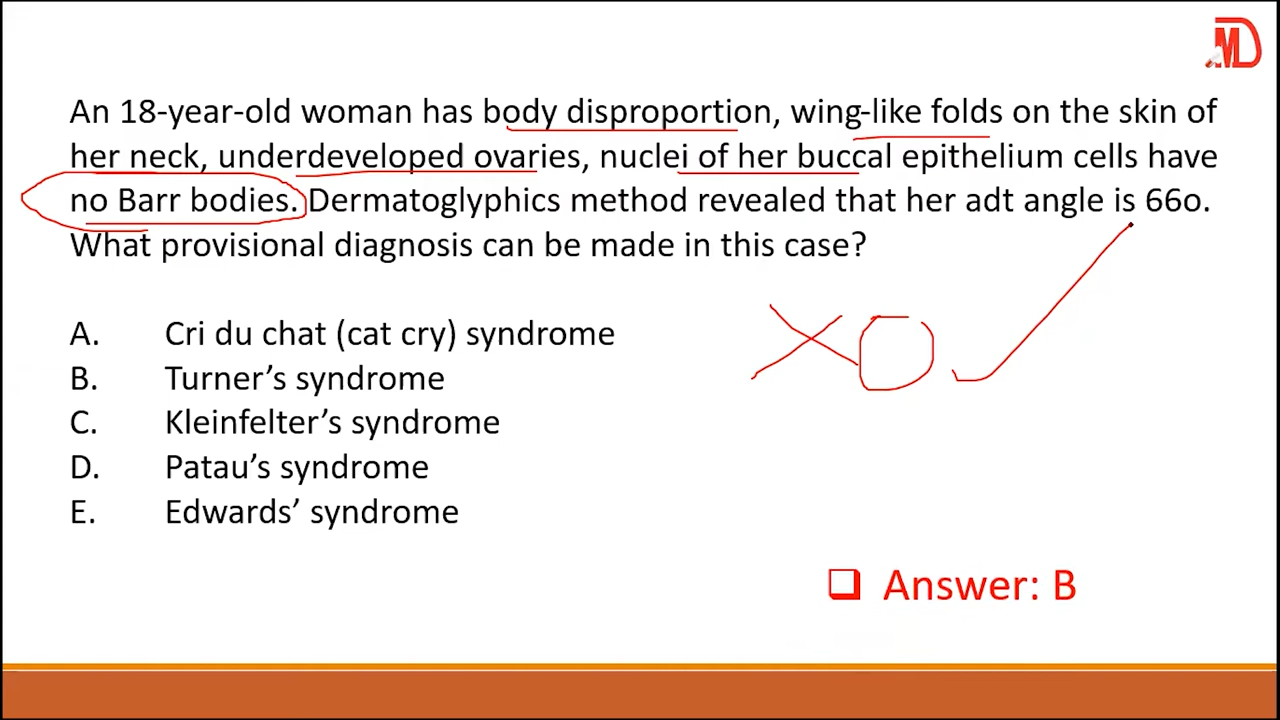 MD
An 18-year-old woman has body disproportion, wing-like folds on the skin of
her neck, underdeveloped ovaries, nuclei of her buccal epithelium cells have
no Barr bodies. Dermatoglyphics method revealed that her adt angle is 66o.
What provisional diagnosis can be made in this case?
A. Cri du chat (cat cry) syndrome
XO
B. Turner’s syndrome
C. Kleinfelter’s syndrome
D. Patau’s syndrome
E. Edwards’ syndrome
❑ Answer: B